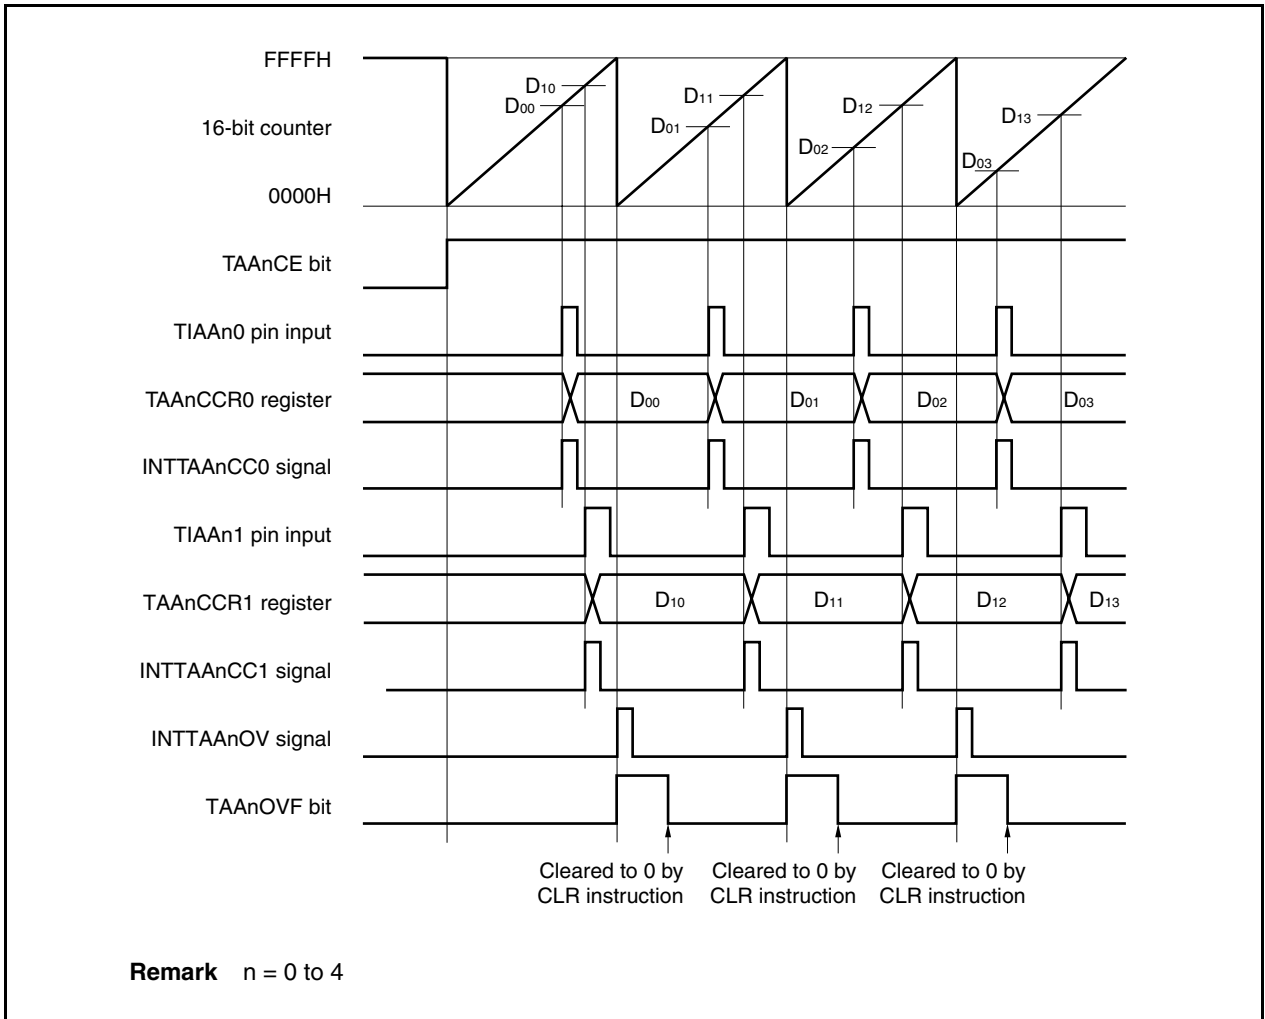 FFFFH
D10
D00
D11
D01
D12
D02
D13
D03
16-bit counter
0000H
TAAnCE bit
TIAAn0 pin input
TAAnCCR0 register
D00
D01
D02
D03
INTTAAnCC0 signal
TIAAn1 pin input
TAAnCCR1 register
D10
D11
D12
D13
INTTAAnCC1 signal
INTTAAnOV signal
TAAnOVF bit
Cleared to 0 by
CLR instruction
Cleared to 0 by
CLR instruction
Cleared to 0 by
CLR instruction
Remark n = 0 to 4